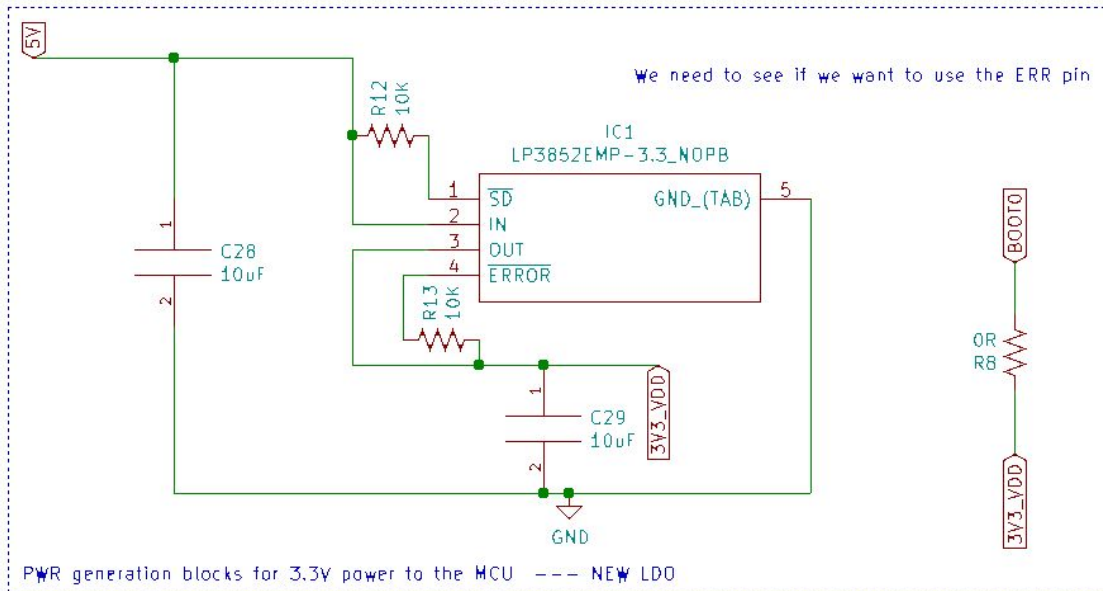 5V
We need to see if we want to use the ERR pin
R12
10K
IC1
LP3852EMP-3.3_NOPB
1
SD
GND_(TAB)
5
2
IN
3
OUT
4
ERROR
1
C28
10uF
2
R13
10K
BOOT0
0R
R8
1
C29
10uF
2
3V3_VDD
3V3_VDD
GND
PWR generation blocks for 3.3V power to the MCU --- NEW LDO